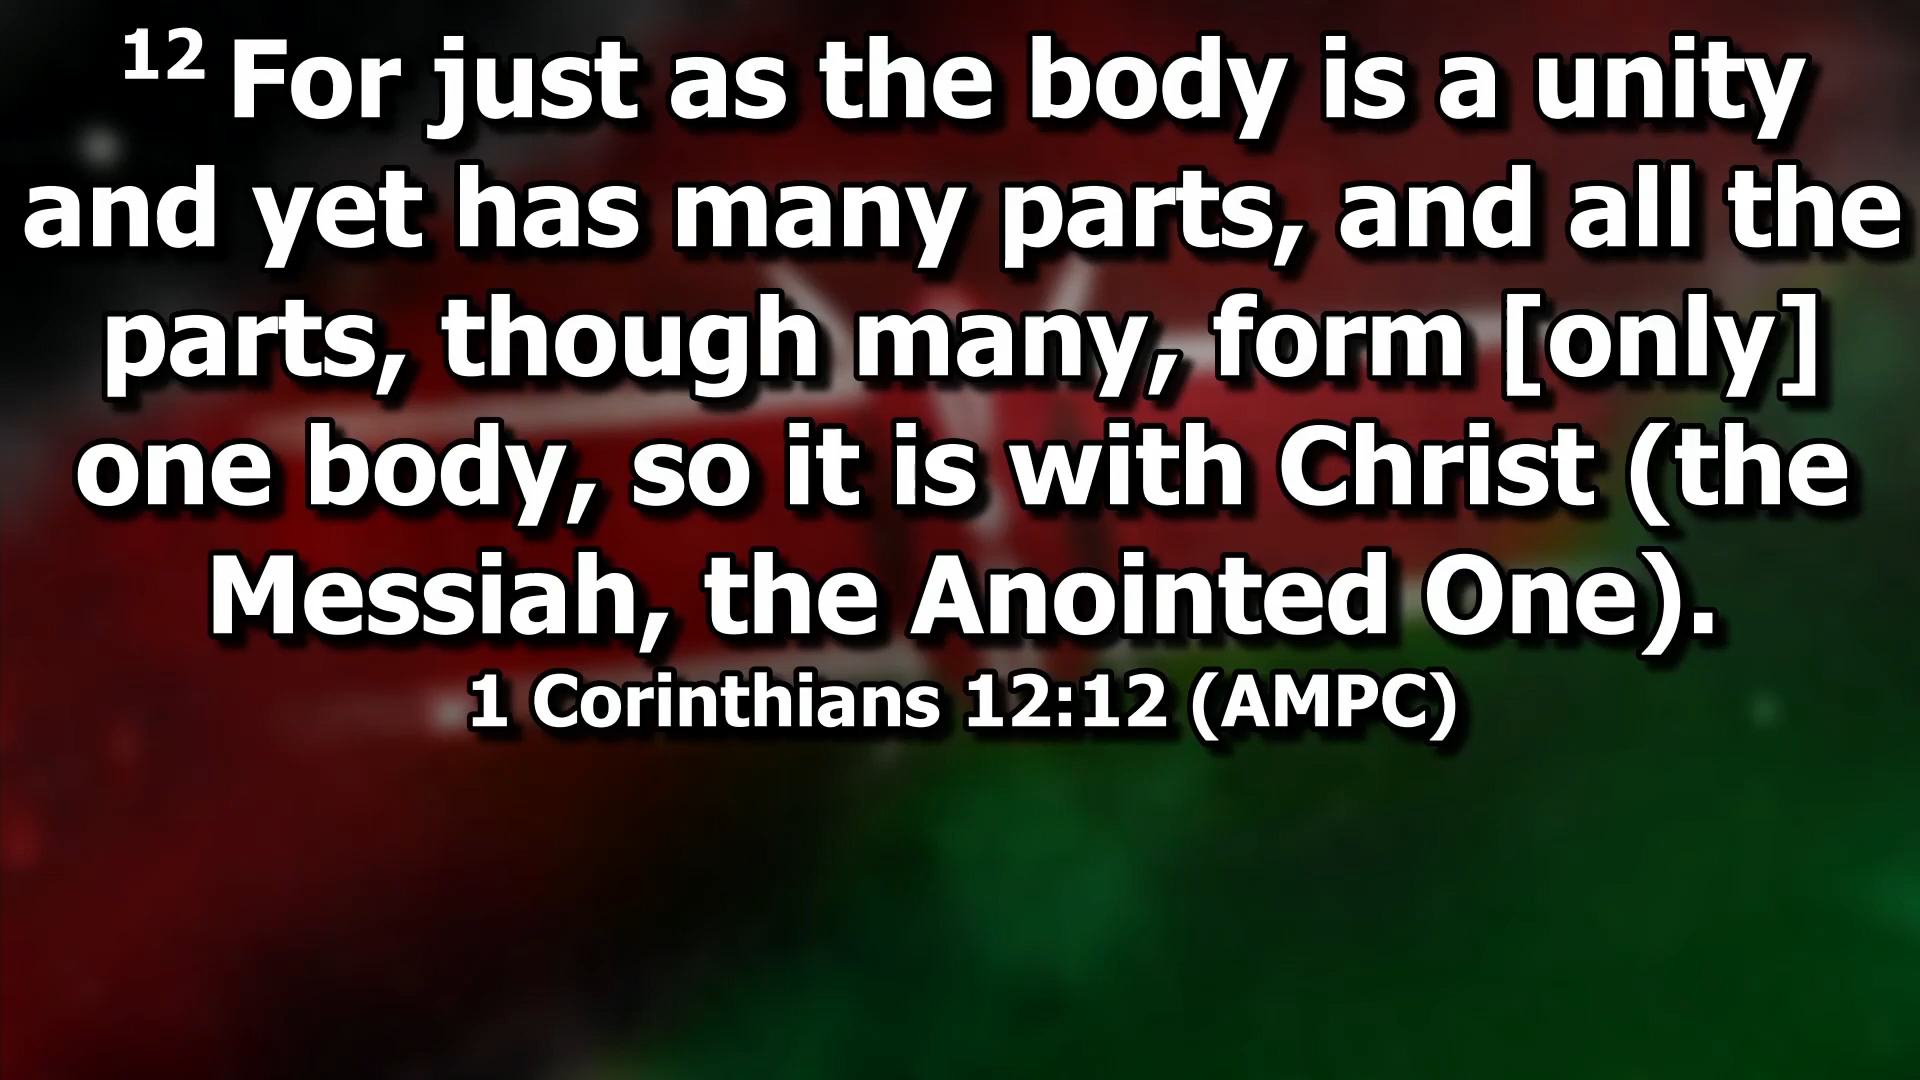 12 For just as the body is a unity
and yet has many parts, and all the
parts, though many, form [only]
one body, so it is with Christ (the
Messiah, the Anointed One).
1 Corinthians 12:12 (AMPC)